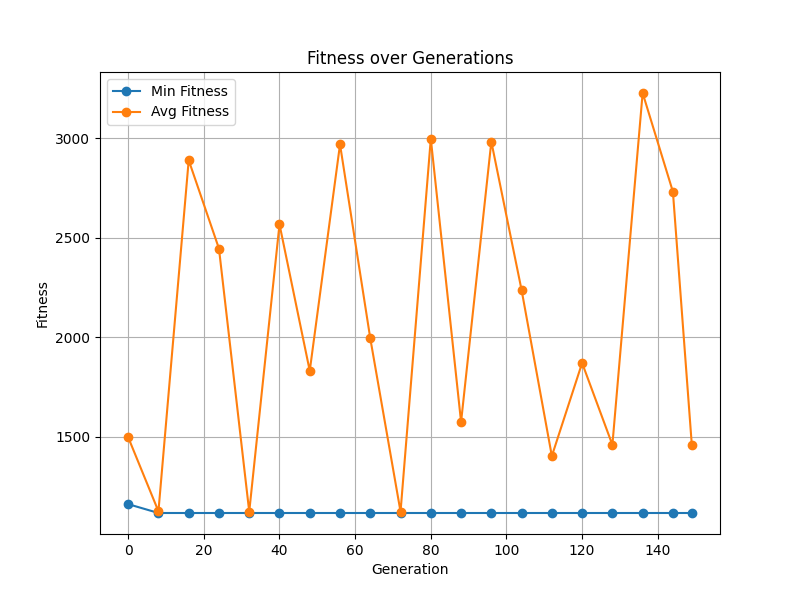 Fitness over Generations
Min Fitness
Avg Fitness
3000
2500
2000
1500
Fitness
0 20 40 60 80 100 120 140
Generation